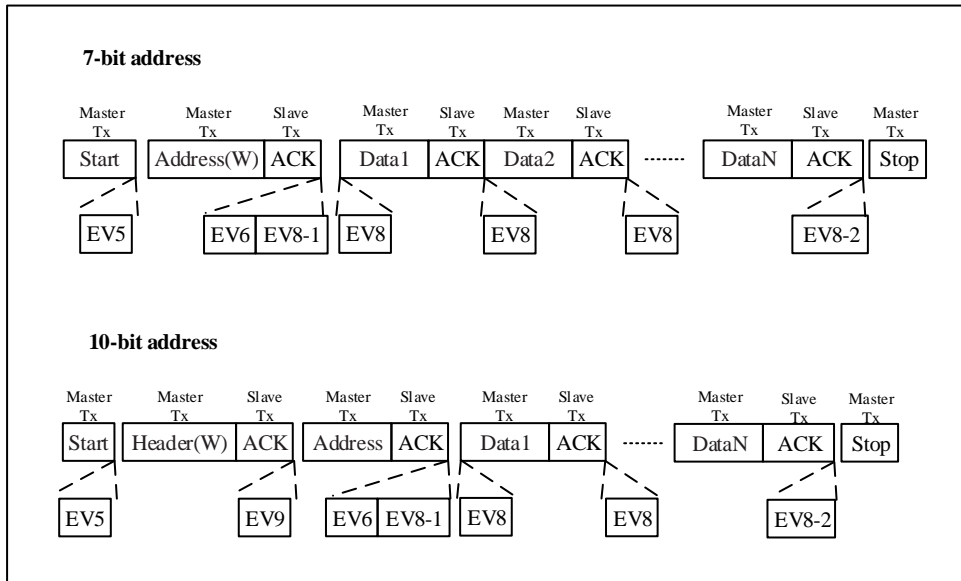 7-bit address
Master Tx Master Tx Slave Tx Master Tx Slave Tx Master Tx Slave Tx Master Tx Slave Tx Master Tx
Start Address(W) ACK Data1 ACK Data2 ACK DataN ACK Stop
EV5 EV6 EV8-1 EV8 EV8 EV8 EV8-2
10-bit address
Master Tx Master Tx Slave Tx Master Tx Slave Tx Master Tx Slave Tx Master Tx Slave Tx Master Tx
Start Header(W) ACK Address ACK Data1 ACK DataN ACK Stop
EV5 EV9 EV6 EV8-1 EV8 EV8 EV8-2